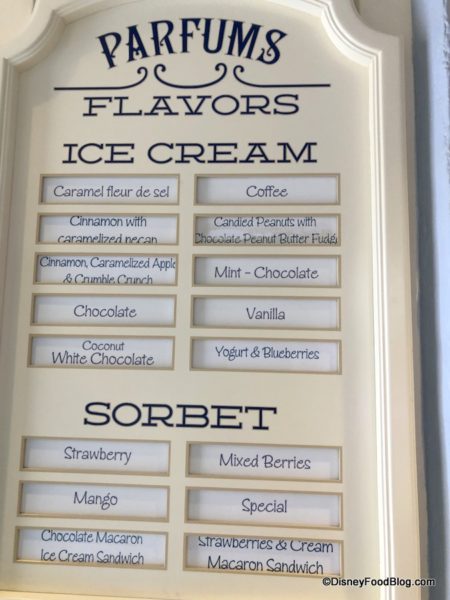 PARFUMS
FLAVORS
ICE CREAM
Caramel fleur de sel
Coffee
Cinnamon with
caramelized pecan
Candied Peanuts with
Chocolate Peanut Butter Fudge
Cinnamon, Caramelized Apple
& Crumble Crunch
Mint - Chocolate
Chocolate
Vanilla
Coconut
White Chocolate
Yogurt & Blueberries
SORBET
Strawberry
Mixed Berries
Mango
Special
Chocolate Macaron
Ice Cream Sandwich
Strawberries & Cream
Macaron Sandwich
©DisneyFoodBlog.com